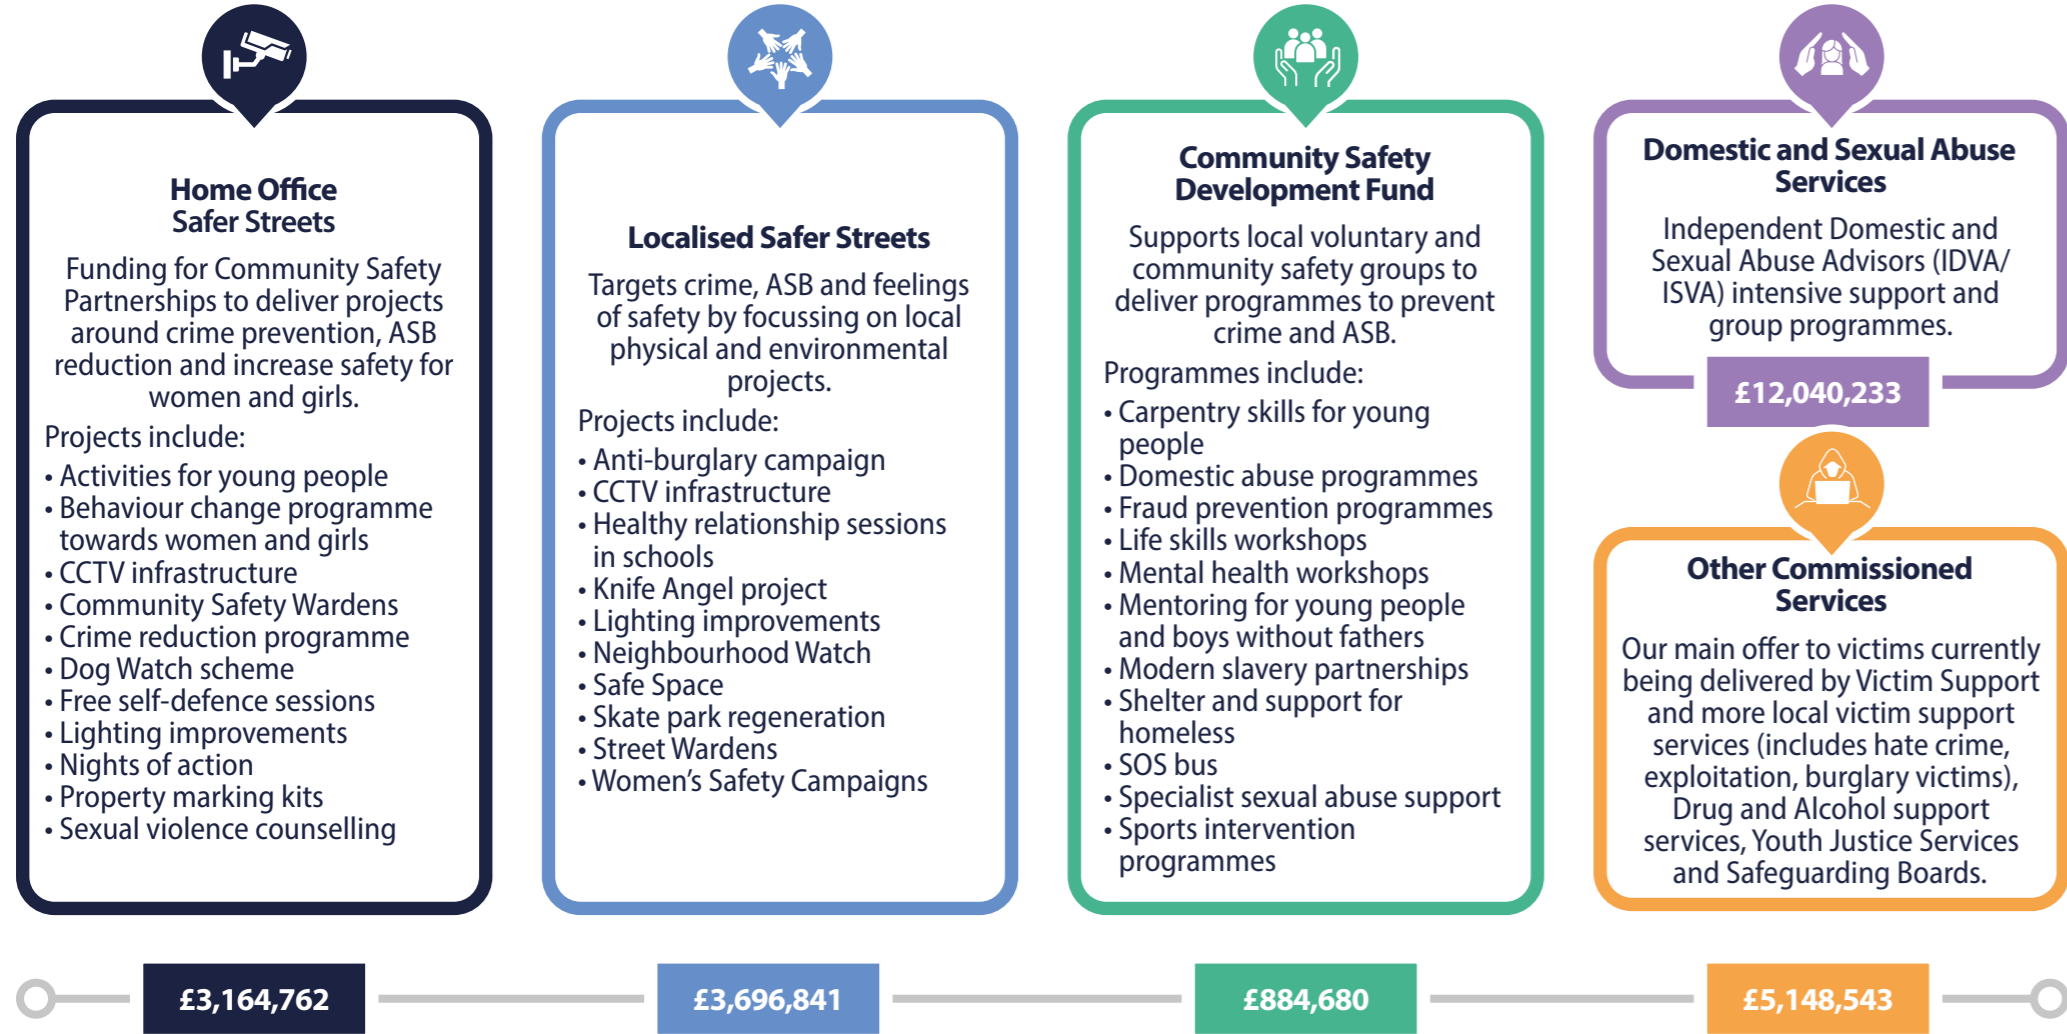 Home Office
Safer Streets
Funding for Community Safety
Partnerships to deliver projects
around crime prevention, ASB
reduction and increase safety for
women and girls.
Projects include:
• Activities for young people
• Behaviour change programme
towards women and girls
• CCTV infrastructure
• Community Safety Wardens
• Crime reduction programme
• Dog Watch scheme
• Free self-defence sessions
• Lighting improvements
• Nights of action
• Property marking kits
• Sexual violence counselling
£3,164,762
Localised Safer Streets
Targets crime, ASB and feelings
of safety by focussing on local
physical and environmental
projects.
Projects include:
• Anti-burglary campaign
• CCTV infrastructure
• Healthy relationship sessions
in schools
• Knife Angel project
• Lighting improvements
• Neighbourhood Watch
• Safe Space
• Skate park regeneration
• Street Wardens
• Women's Safety Campaigns
£3,696,841
Community Safety
Development Fund
Supports local voluntary and
community safety groups to
deliver programmes to prevent
crime and ASB.
Programmes include:
• Carpentry skills for young
people
• Domestic abuse programmes
• Fraud prevention programmes
• Life skills workshops
• Mental health workshops
• Mentoring for young people
and boys without fathers
• Modern slavery partnerships
• Shelter and support for
homeless
• SOS bus
• Specialist sexual abuse support
• Sports intervention
programmes
£884,680
Domestic and Sexual Abuse
Services
Independent Domestic and
Sexual Abuse Advisors (IDVA/
ISVA) intensive support and
group programmes.
£12,040,233
Other Commissioned
Services
Our main offer to victims currently
being delivered by Victim Support
and more local victim support
services (includes hate crime,
exploitation, burglary victims),
Drug and Alcohol support
services, Youth Justice Services
and Safeguarding Boards.
£5,148,543